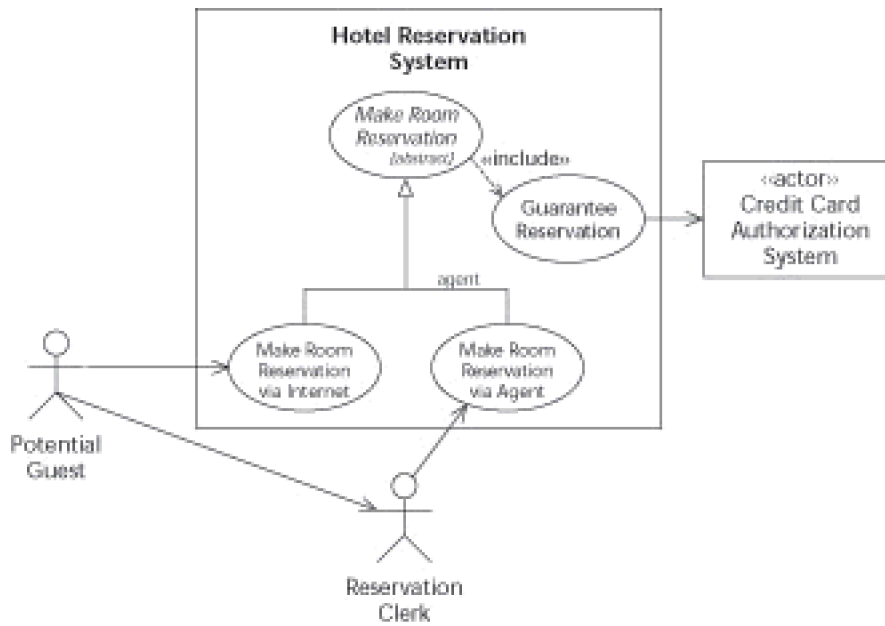 Hotel Reservation
System
Make Room
Reservation
[abstract]
«include»
Guarantee
Reservation
«actor»
Credit Card
Authorization
System
agent
Make Room
Reservation
via Internet
Make Room
Reservation
via Agent
Potential
Guest
Reservation
Clerk